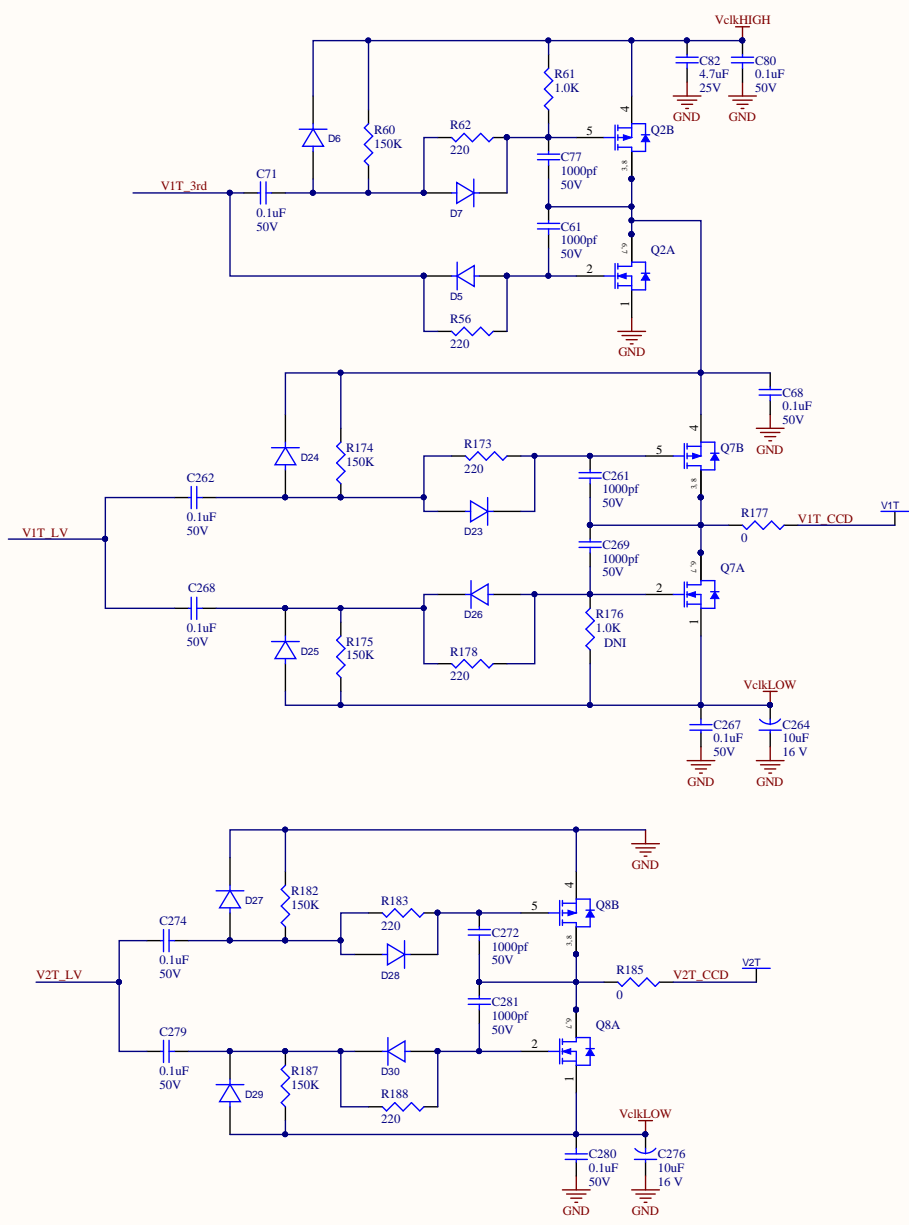 VclkHIGH
C82
4.7uF
25V
GND
C80
0.1uF
50V
GND
R61
1.0K
4
D6
R60
150K
R62
220
5
Q2B
C77
1000pf
50V
3,8
V1T_3rd
C71
0.1uF
50V
D7
C61
1000pf
50V
6,7
Q2A
2
D5
1
R56
220
GND
C68
0.1uF
50V
GND
4
D24
R174
150K
R173
220
5
Q7B
C262
0.1uF
50V
C261
1000pf
50V
3,8
D23
R177
0
V1T_CCD
V1T
V1T_LV
C269
1000pf
50V
6,7
Q7A
C268
0.1uF
50V
D26
2
R176
1.0K
DNI
1
D25
R175
150K
R178
220
VclkLOW
C267
0.1uF
50V
GND
C264
10uF
16 V
GND
GND
4
D27
R182
150K
R183
220
5
Q8B
C274
0.1uF
50V
D28
C272
1000pf
50V
3,8
V2T_LV
R185
0
V2T_CCD
V2T
C281
1000pf
50V
6,7
Q8A
C279
0.1uF
50V
D30
2
1
D29
R187
150K
R188
220
VclkLOW
C280
0.1uF
50V
GND
C276
10uF
16 V
GND